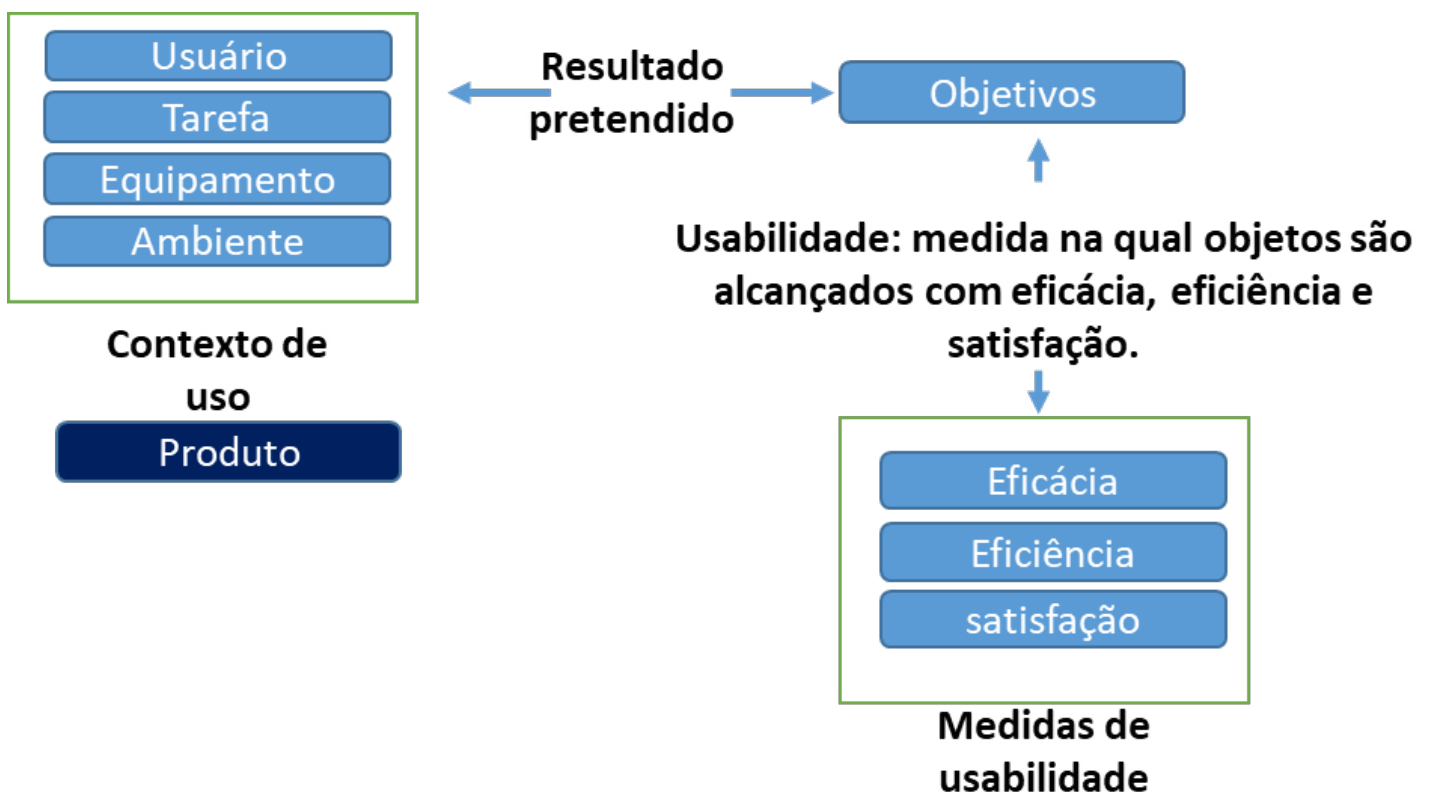 Usuário
Tarefa
Equipamento
Ambiente
Contexto de
uso
Produto
Resultado
pretendido
Objetivos
Usabilidade: medida na qual objetos são
alcançados com eficácia, eficiência e
satisfação.
Eficácia
Eficiência
satisfação
Medidas de
usabilidade